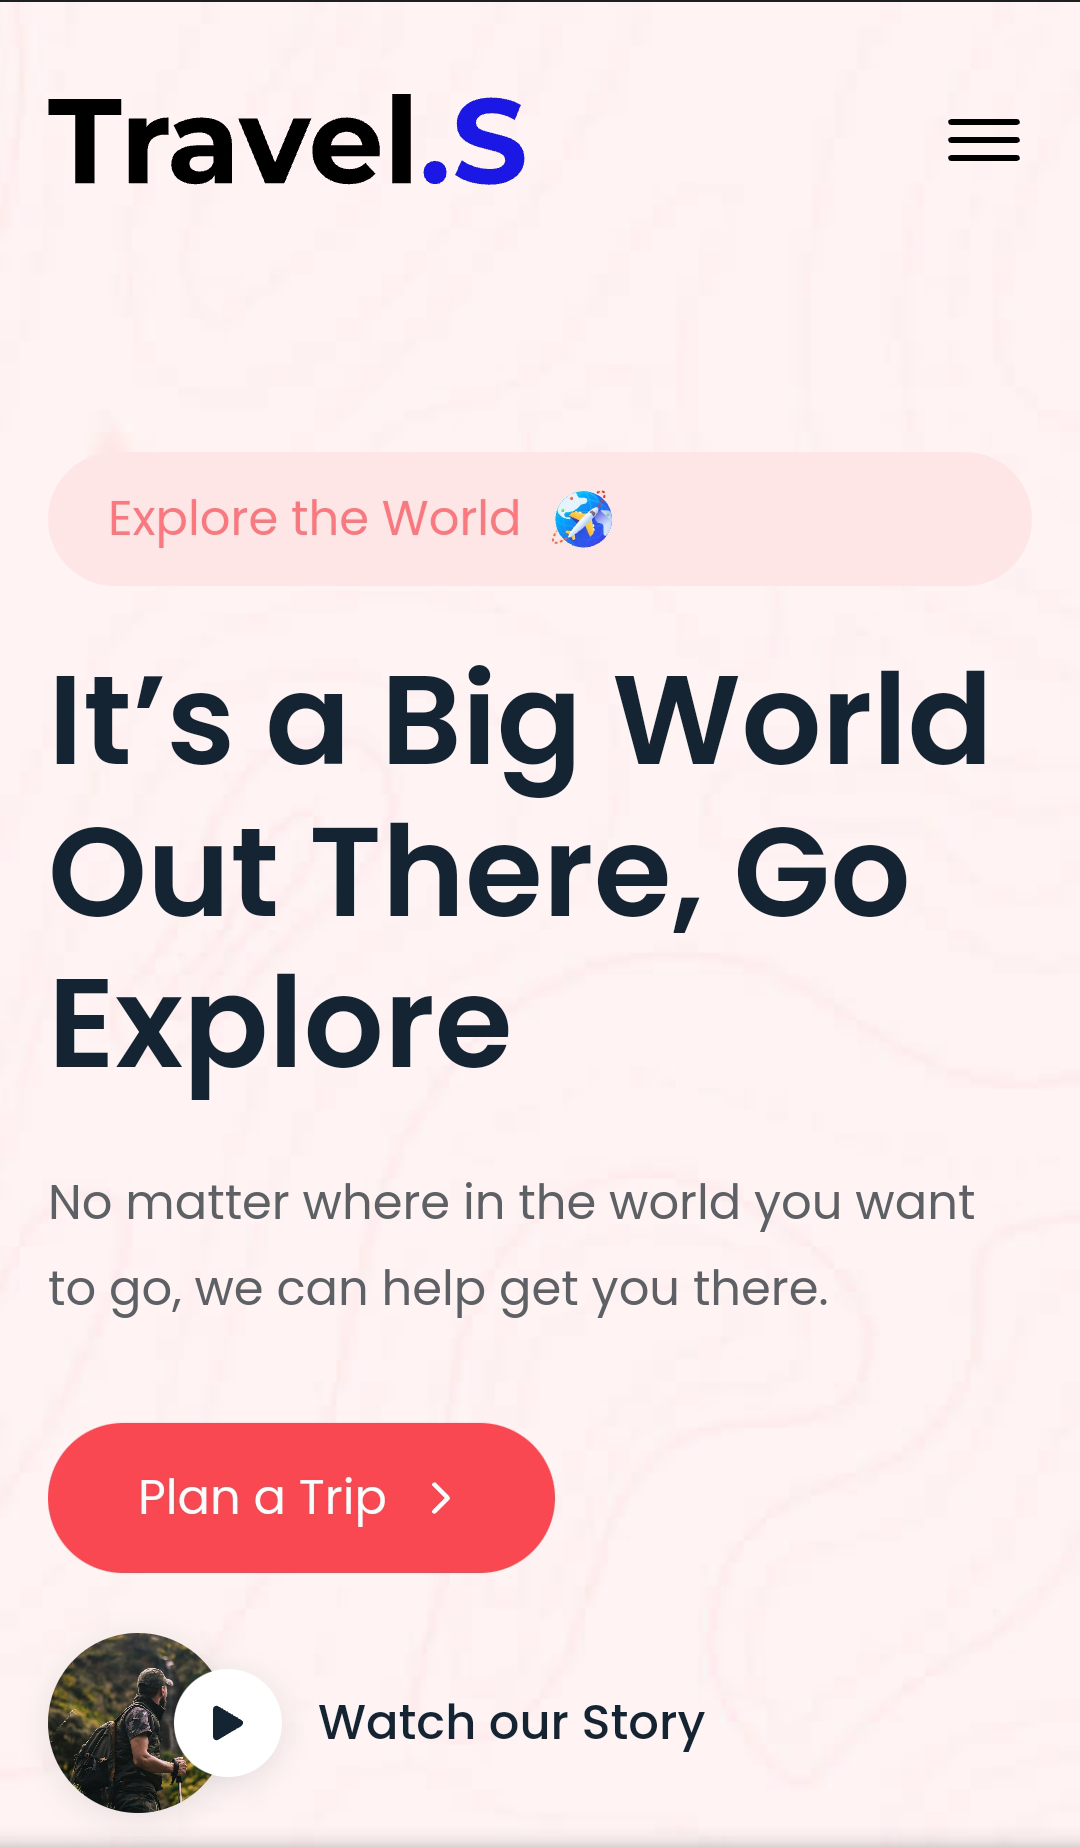 Travel.S
Explore the World
It’s a Big World
Out There, Go
Explore
No matter where in the world you want
to go, we can help get you there.
Plan a Trip
Watch our Story